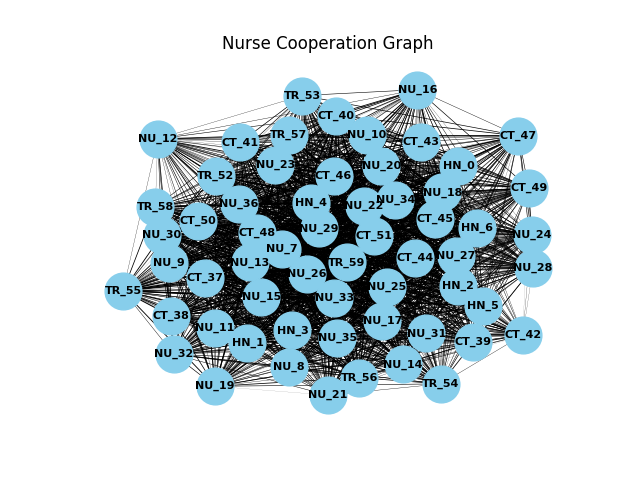 Nurse Cooperation Graph
NU_16
TR_53
CT_40
NU_12
CT_41
TR_57
NU_10
CT_43
CT_47
NU_23
NU_20
HN_0
TR_52
CT_46
CT_49
NU_18
NU_34
NU_36
HN_4
NU_22
TR_58
CT_50
CT_45
NU_29
HN_6
NU_30
CT_48
CT_51
NU_24
NU_7
NU_9
NU_13
TR_59
CT_44
NU_27
NU_28
CT_37
NU_26
TR_55
NU_15
NU_33
NU_25
HN_2
HN_5
CT_38
NU_11
HN_3
NU_17
NU_31
CT_42
HN_1
NU_35
CT_39
NU_32
NU_8
NU_14
TR_56
NU_19
TR_54
NU_21